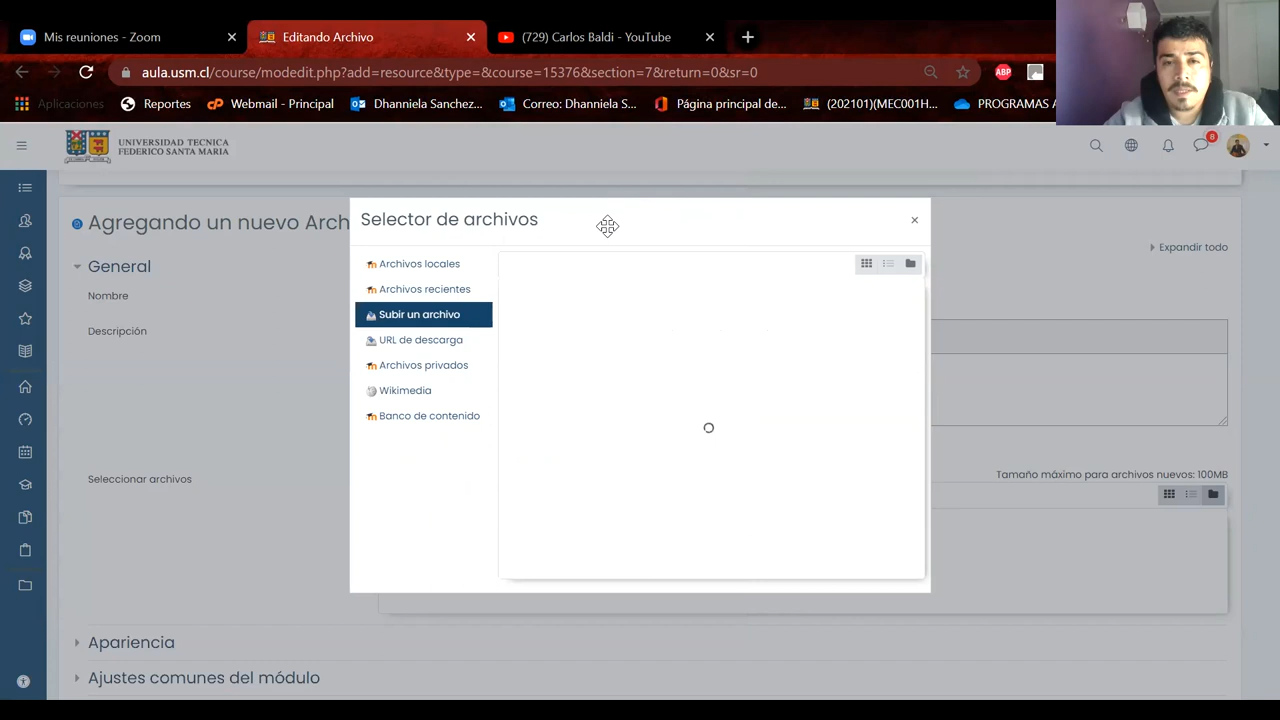 Mis reuniones - Zoom
Editando Archivo
(729) Carlos Baldi - YouTube
aula.usm.cl/course/modedit.php?add=resource&type=&course=15376&section=7&return=0&sr=0
ABP
Aplicaciones
Reportes
Webmail - Principal
Dhanniela Sanchez...
Correo: Dhanniela S...
Página principal de...
(202101)(MEC001H...
PROGRAMAS A
UNIVERSIDAD TECNICA
FEDERICO SANTA MARIA
8
Agregando un nuevo Arch
Expandir todo
General
Nombre
Descripción
Selector de archivos
Archivos locales
Archivos recientes
Subir un archivo
URL de descarga
Archivos privados
Wikimedia
Banco de contenido
Seleccionar archivos
Tamaño máximo para archivos nuevos: 100MB
Apariencia
Ajustes comunes del módulo